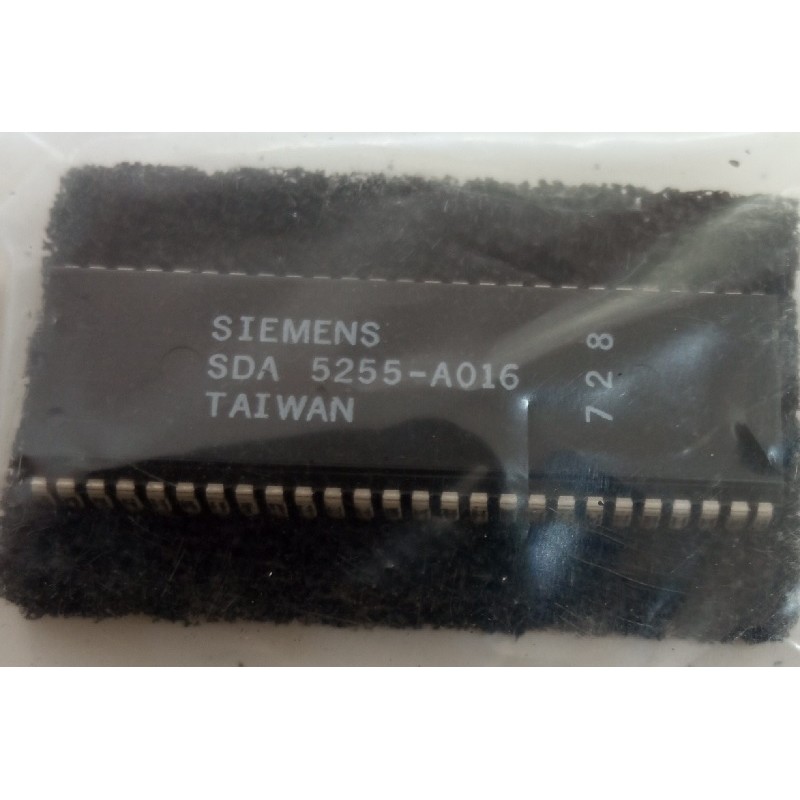 SIEMENS
SDA 5255-A016
TAIWAN
728